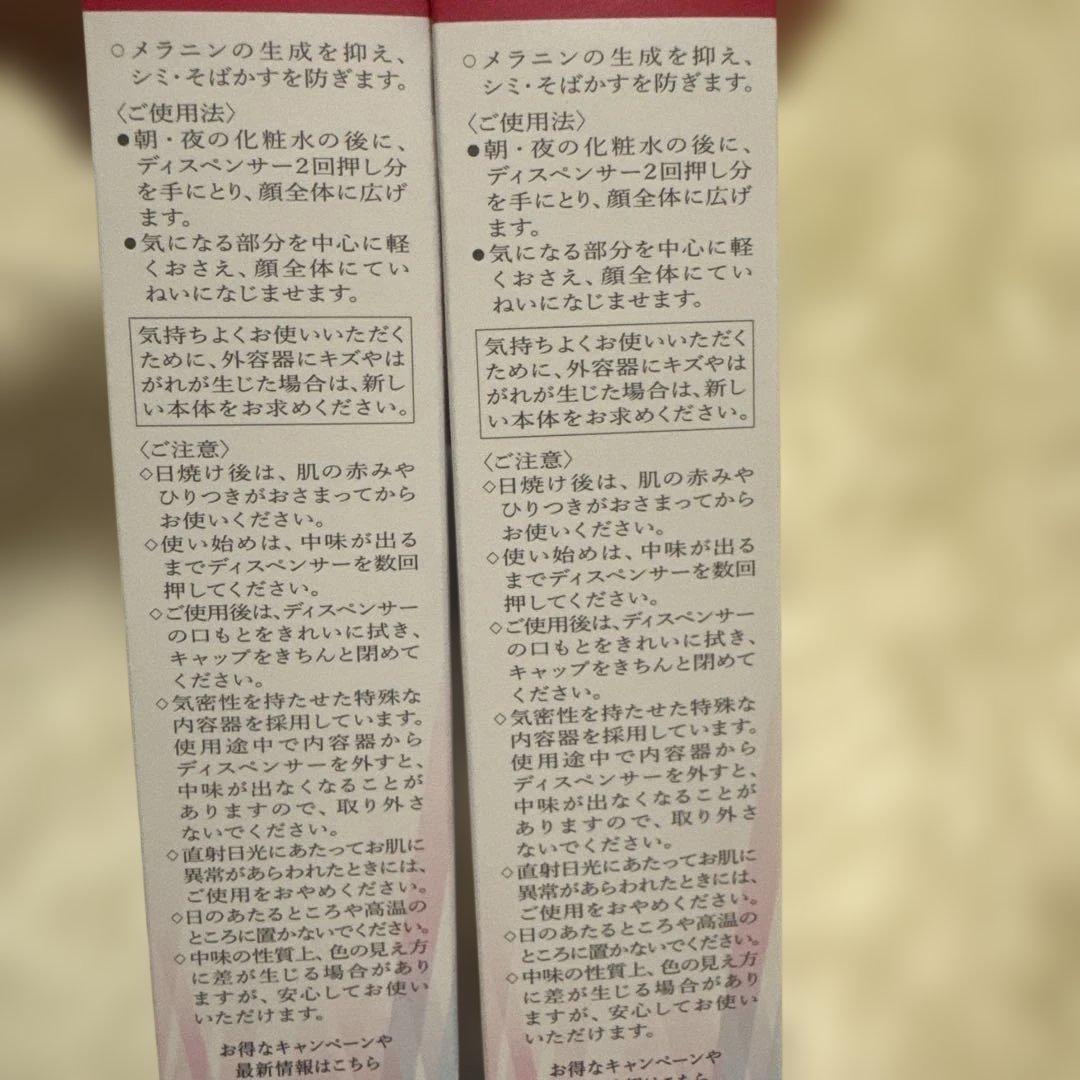 ○メラニンの生成を抑え、
シミ・そばかすを防ぎます。
〈ご使用法〉
●朝・夜の化粧水の後に、
ディスペンサー2回押し分
を手にとり、顔全体に広げ
ます。
●気になる部分を中心に軽
くおさえ、顔全体にてい
ねいになじませます。
気持ちよくお使いいただく
ために、外容器にキズやは
がれが生じた場合は、新し
い本体をお求めください。
〈ご注意〉
◇日焼け後は、肌の赤みや
ひりつきがおさまってから
お使いください。
◇使い始めは、中味が出る
までディスペンサーを数回
押してください。
◇ご使用後は、ディスペンサー
の口もとをきれいに拭き、
キャップをきちんと閉めて
ください。
◇気密性を持たせた特殊な
内容器を採用しています。
使用途中で内容器から
ディスペンサーを外すと、
中味が出なくなることが
ありますので、取り外さ
ないでください。
◇直射日光にあたってお肌に
異常があらわれたときには、
ご使用をおやめください。
◇日のあたるところや高温の
ところに置かないでください。
◇中味の性質上、色の見え方
に差が生じる場合があり
ますが、安心してお使い
いただけます。
お得なキャンペーンや
最新情報はこちら
○メラニンの生成を抑え、
シミ・そばかすを防ぎます。
〈ご使用法〉
●朝・夜の化粧水の後に、
ディスペンサー2回押し分
を手にとり、顔全体に広げ
ます。
●気になる部分を中心に軽
くおさえ、顔全体にてい
ねいになじませます。
気持ちよくお使いいただく
ために、外容器にキズやは
がれが生じた場合は、新し
い本体をお求めください。
〈ご注意〉
◇日焼け後は、肌の赤みや
ひりつきがおさまってから
お使いください。
◇使い始めは、中味が出る
までディスペンサーを数回
押してください。
◇ご使用後は、ディスペンサー
の口もとをきれいに拭き、
キャップをきちんと閉めて
ください。
◇気密性を持たせた特殊な
内容器を採用しています。
使用途中で内容器から
ディスペンサーを外すと、
中味が出なくなることが
ありますので、取り外さ
ないでください。
◇直射日光にあたってお肌に
異常があらわれたときには、
ご使用をおやめください。
◇日のあたるところや高温の
ところに置かないでください。
◇中味の性質上、色の見え方
に差が生じる場合があり
ますが、安心してお使い
いただけます。
お得なキャンペーンや